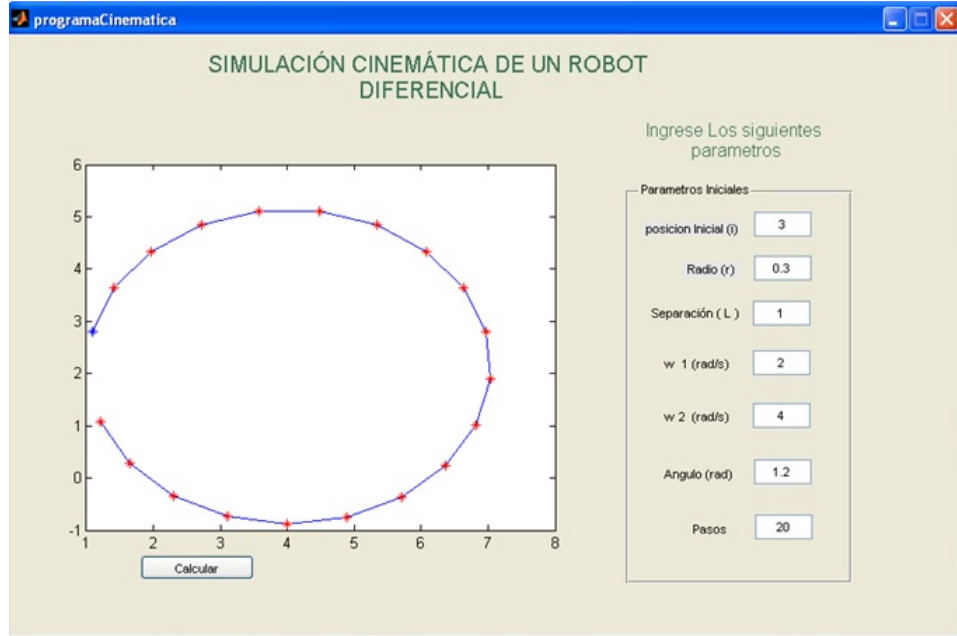 programaCinematica
SIMULACIÓN CINEMÁTICA DE UN ROBOT
DIFERENCIAL
Ingrese Los siguientes
parametros
Parametros Iniciales
posicion Inicial (i) 3
Radio (r) 0.3
Separación ( L ) 1
w 1 (rad/s) 2
w 2 (rad/s) 4
Angulo (rad) 1.2
Pasos 20
6
5
4
3
2
1
0
-1
1 2 3 4 5 6 7 8
Calcular